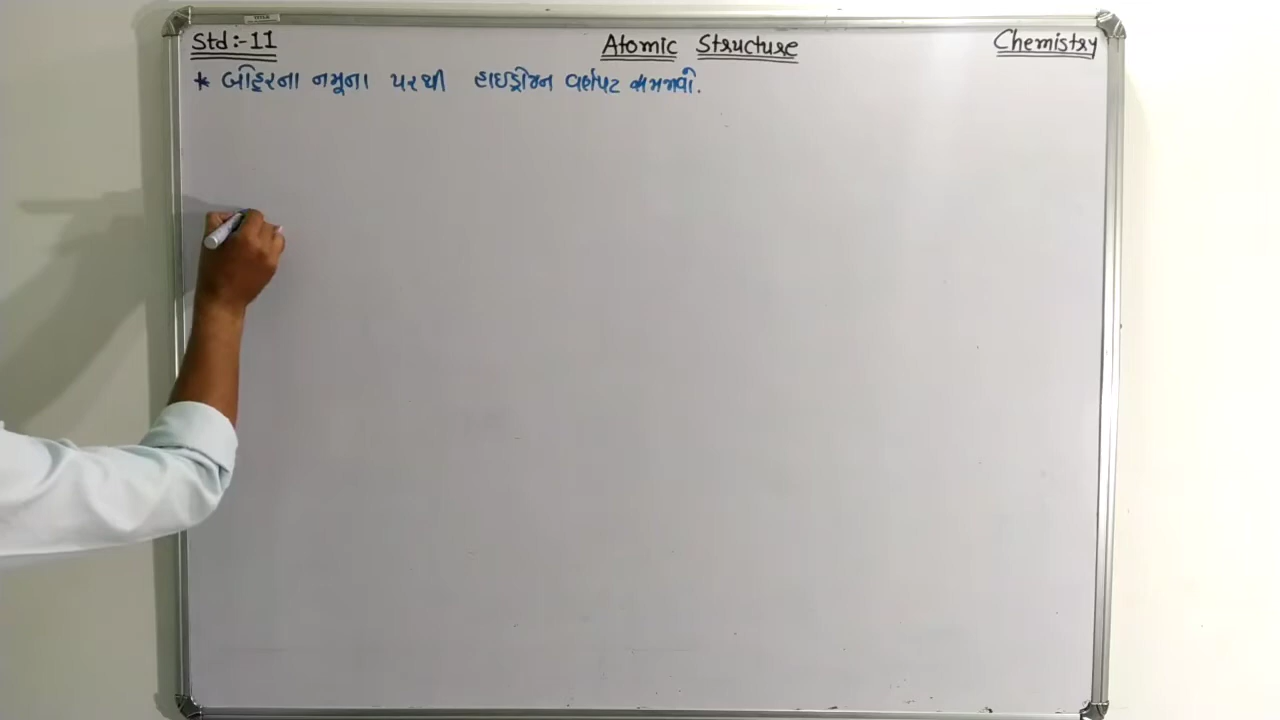 Std:-11 Atomic Structure Chemistry
* બોહરના નમૂના પરથી હાઇડ્રોજન વર્ણપટ સમજાવો.